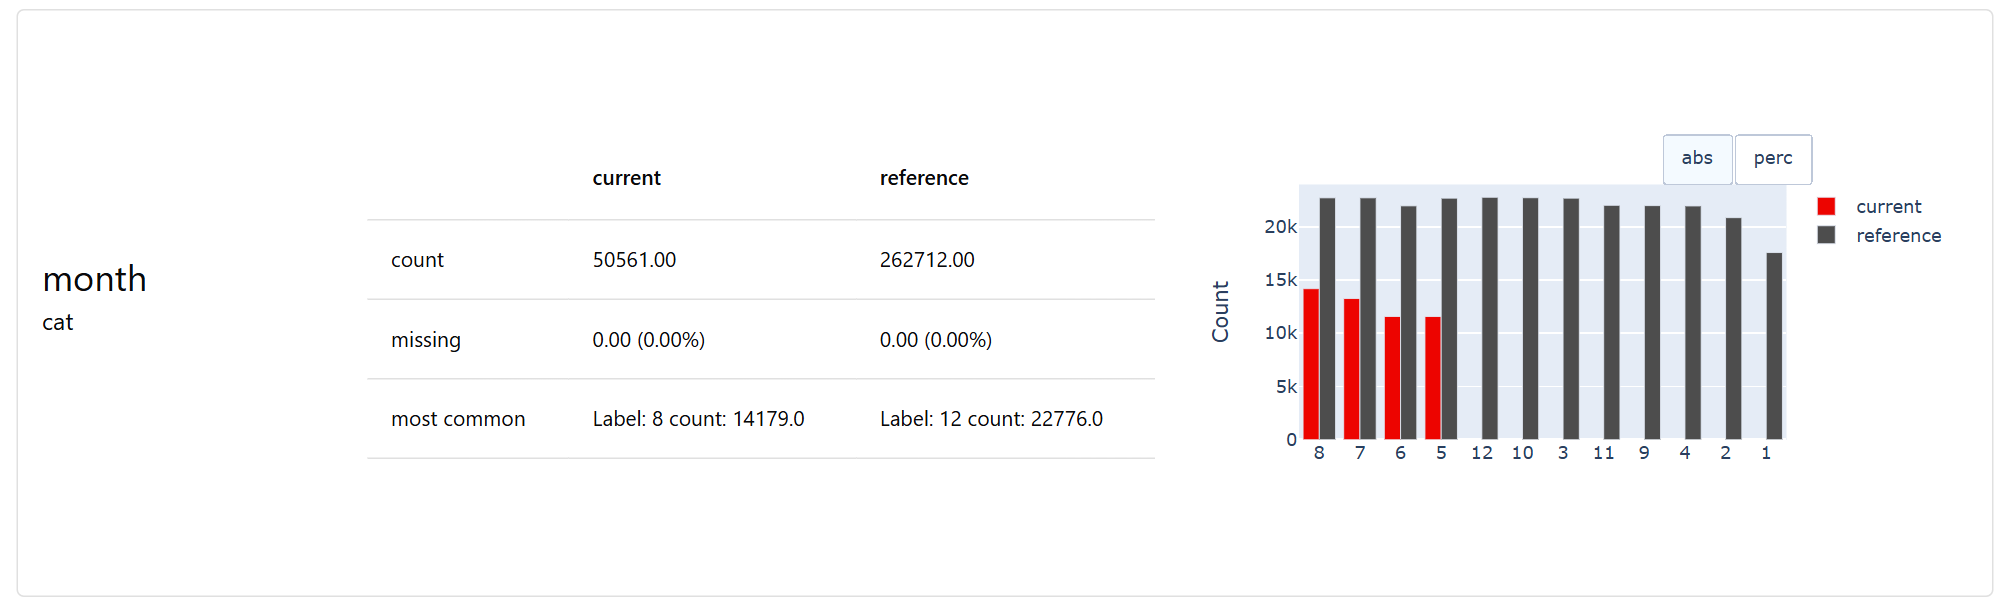 month
cat
current reference
count 50561.00 262712.00
missing 0.00 (0.00%) 0.00 (0.00%)
most common Label: 8 count: 14179.0 Label: 12 count: 22776.0
abs perc
current
reference
Count
20k
15k
10k
5k
0
8 7 6 5 12 10 3 11 9 4 2 1